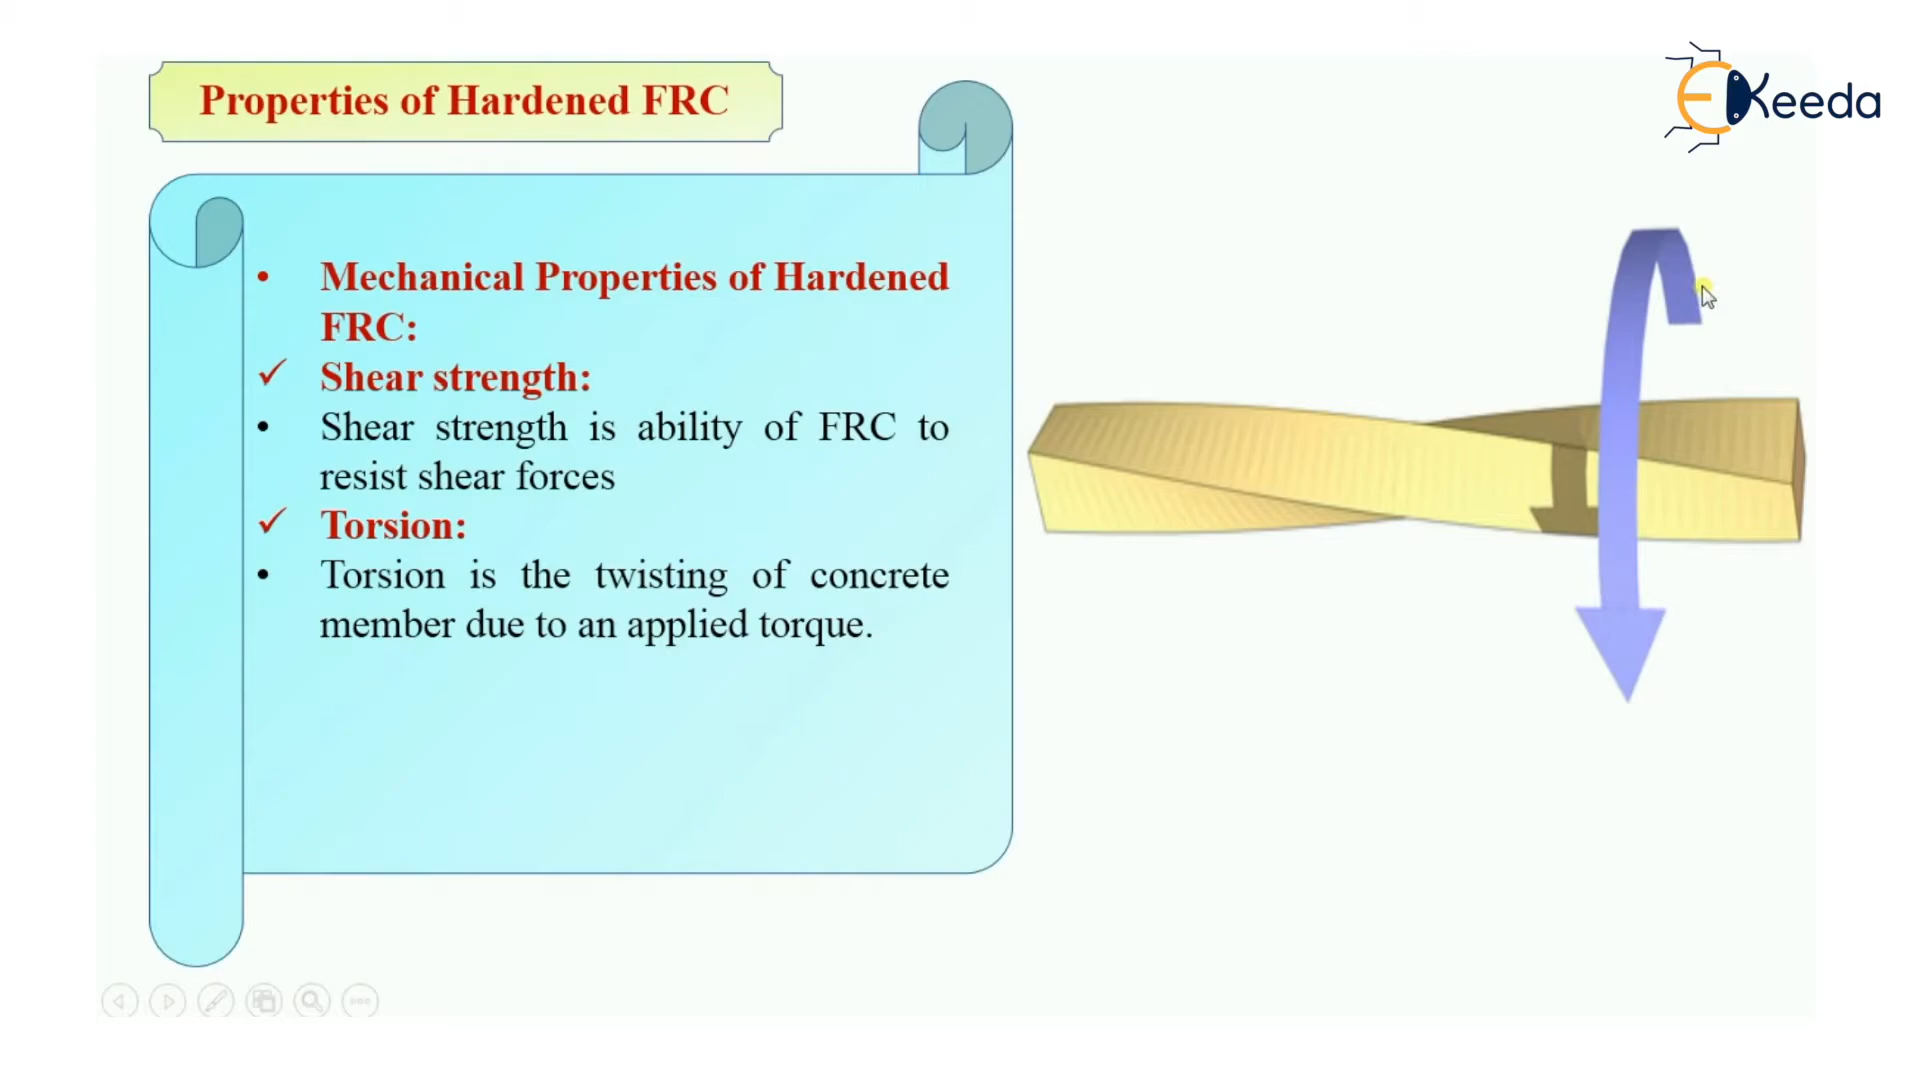 Properties of Hardened FRC
EKeeda
• Mechanical Properties of Hardened
FRC:
✓ Shear strength:
• Shear strength is ability of FRC to
resist shear forces
✓ Torsion:
• Torsion is the twisting of concrete
member due to an applied torque.